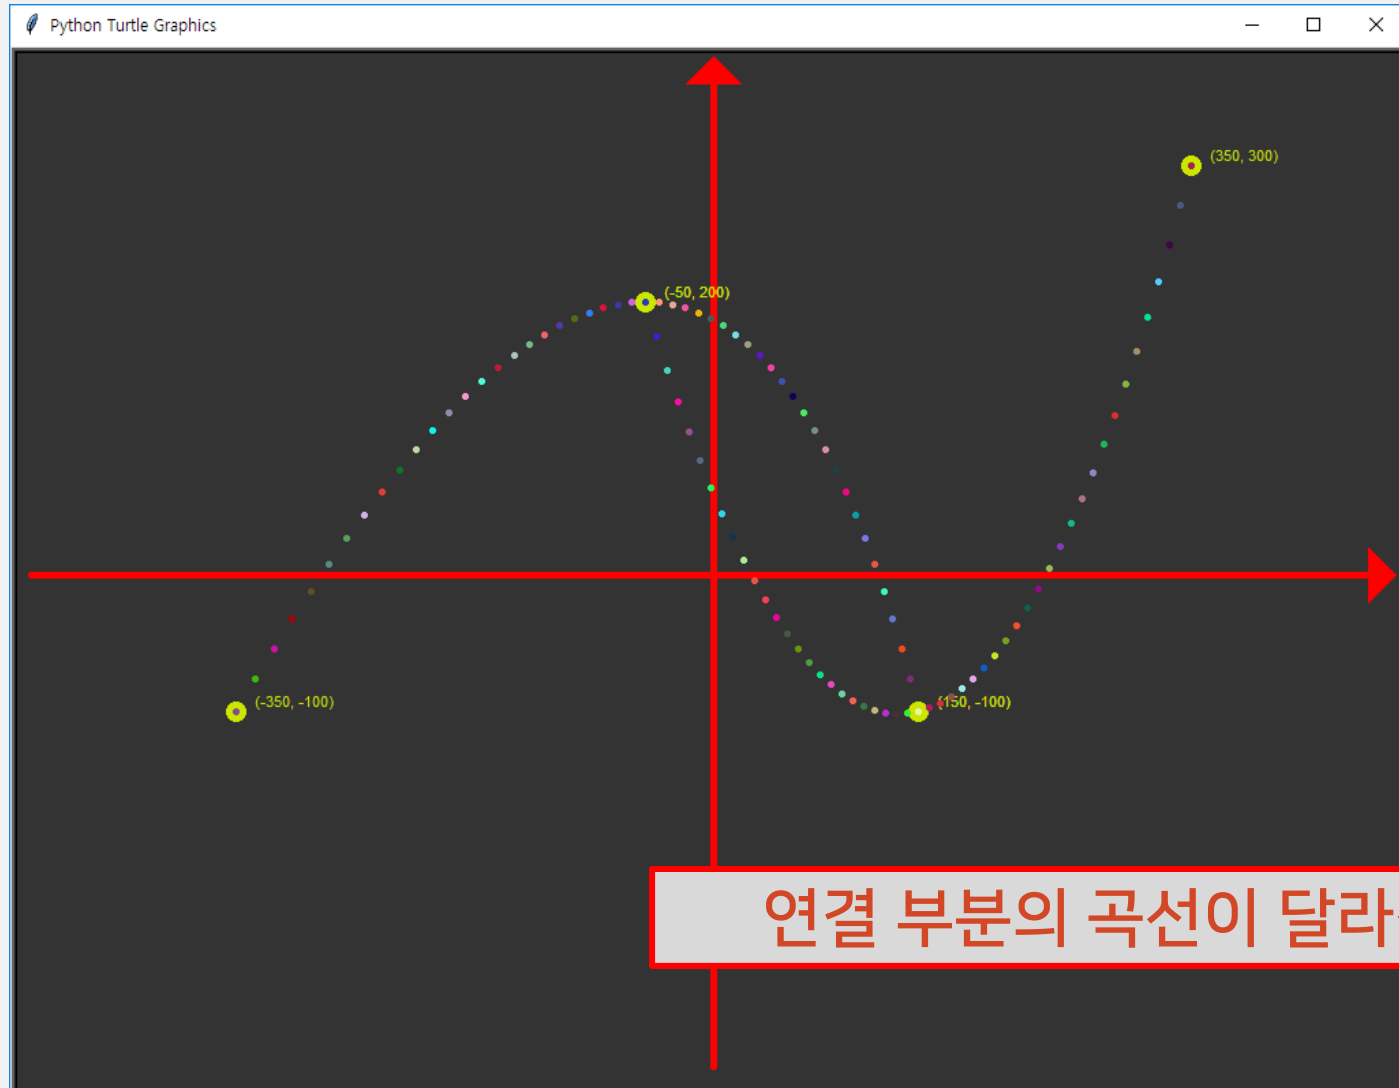 Python Turtle Graphics
(350, 300)
(-50, 200)
(-350, -100)
(150, -100)
연결 부분의 곡선이 달라